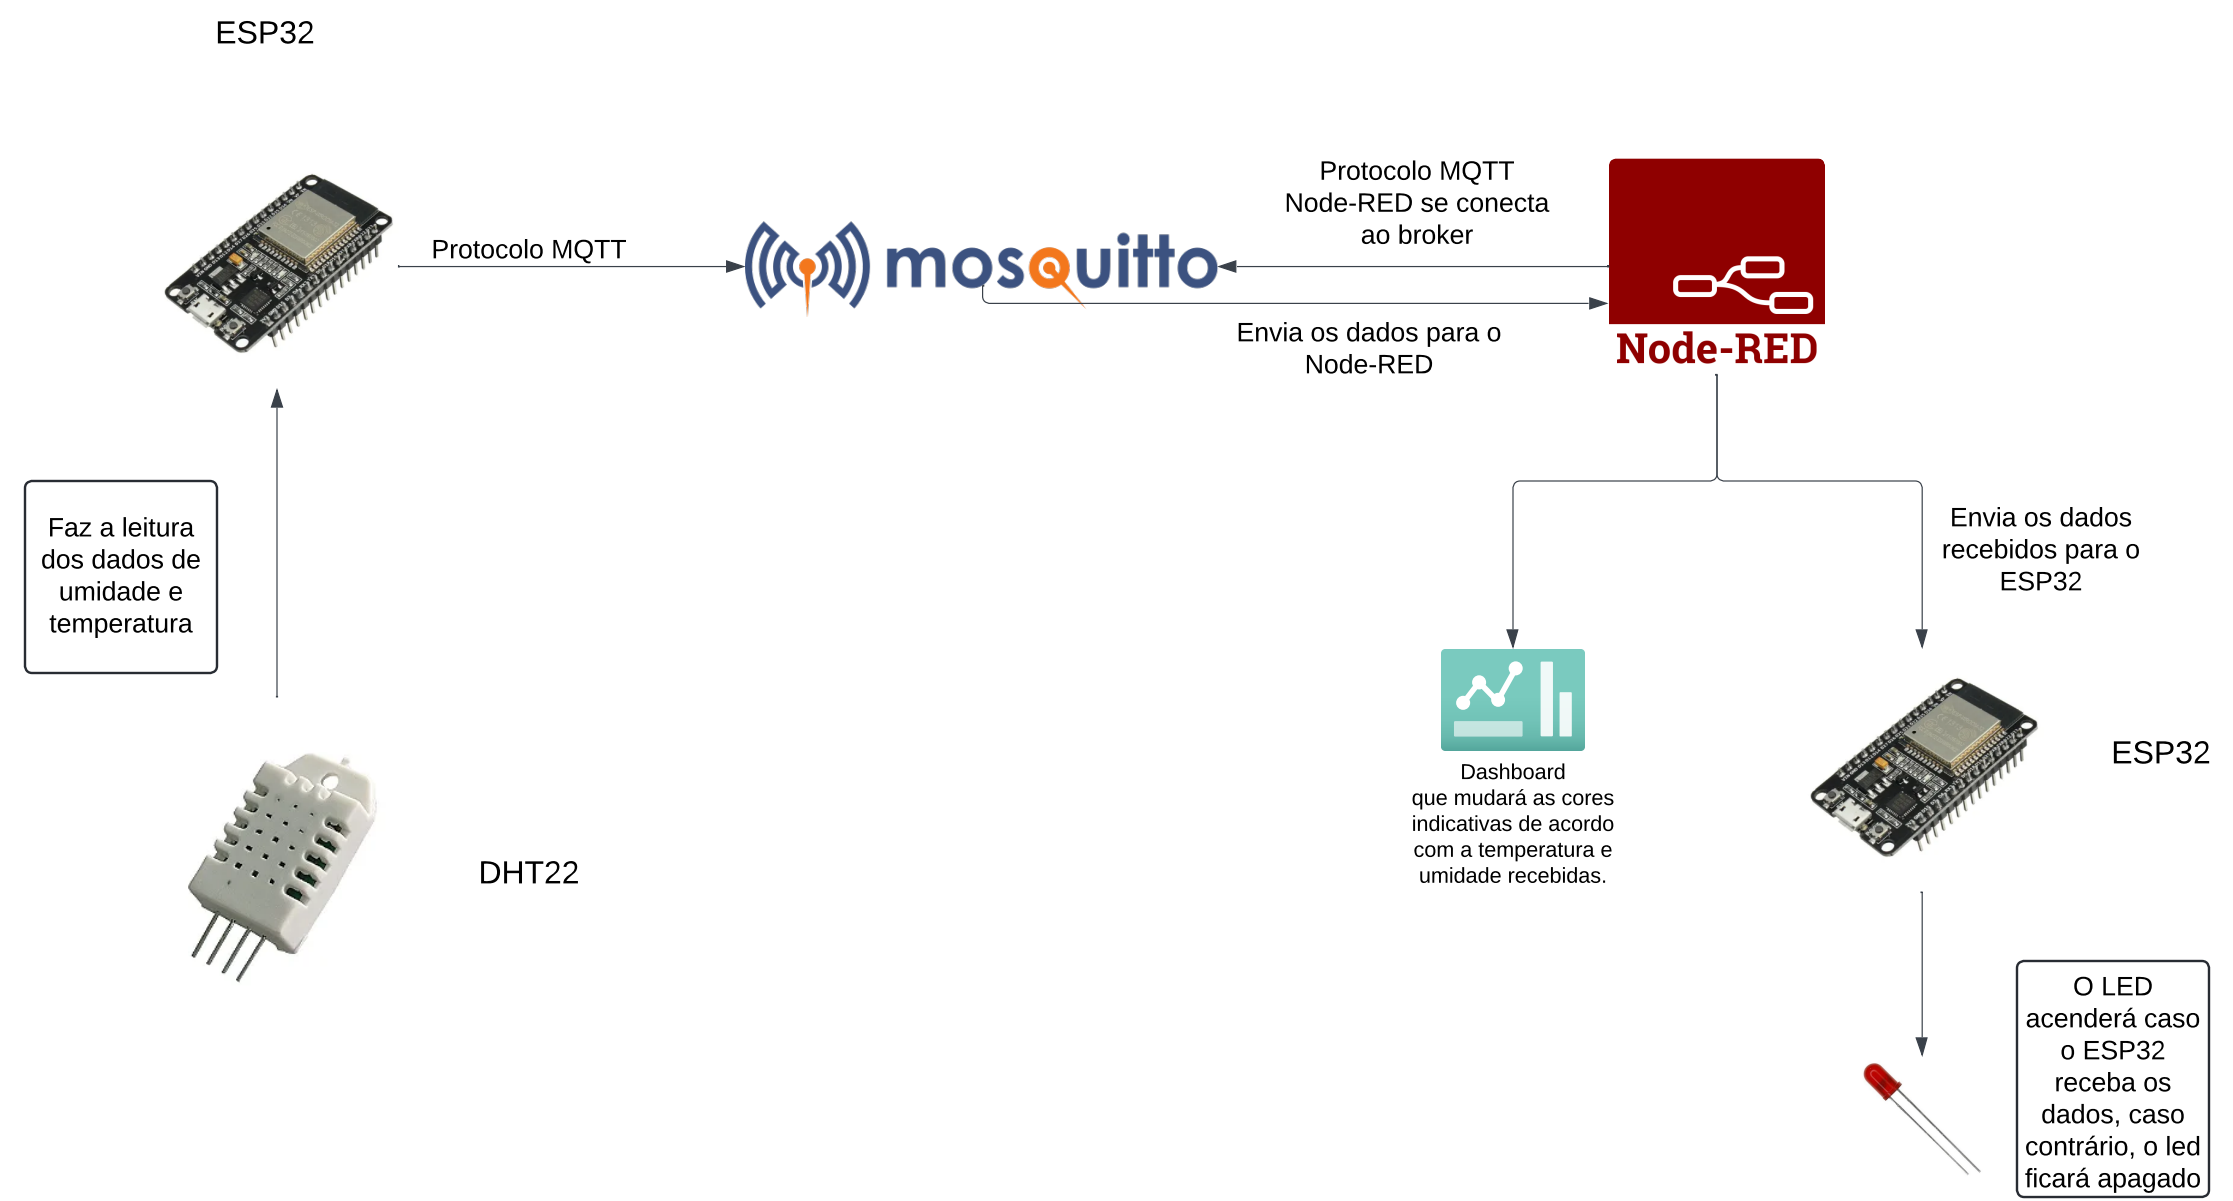 ESP32
Protocolo MQTT
mosquitto
Protocolo MQTT
Node-RED se conecta
ao broker
Envia os dados para o
Node-RED
Node-RED
Faz a leitura
dos dados de
umidade e
temperatura
DHT22
Envia os dados
recebidos para o
ESP32
Dashboard
que mudará as cores
indicativas de acordo
com a temperatura e
umidade recebidas.
ESP32
O LED
acenderá caso
o ESP32
receba os
dados, caso
contrário, o led
ficará apagado